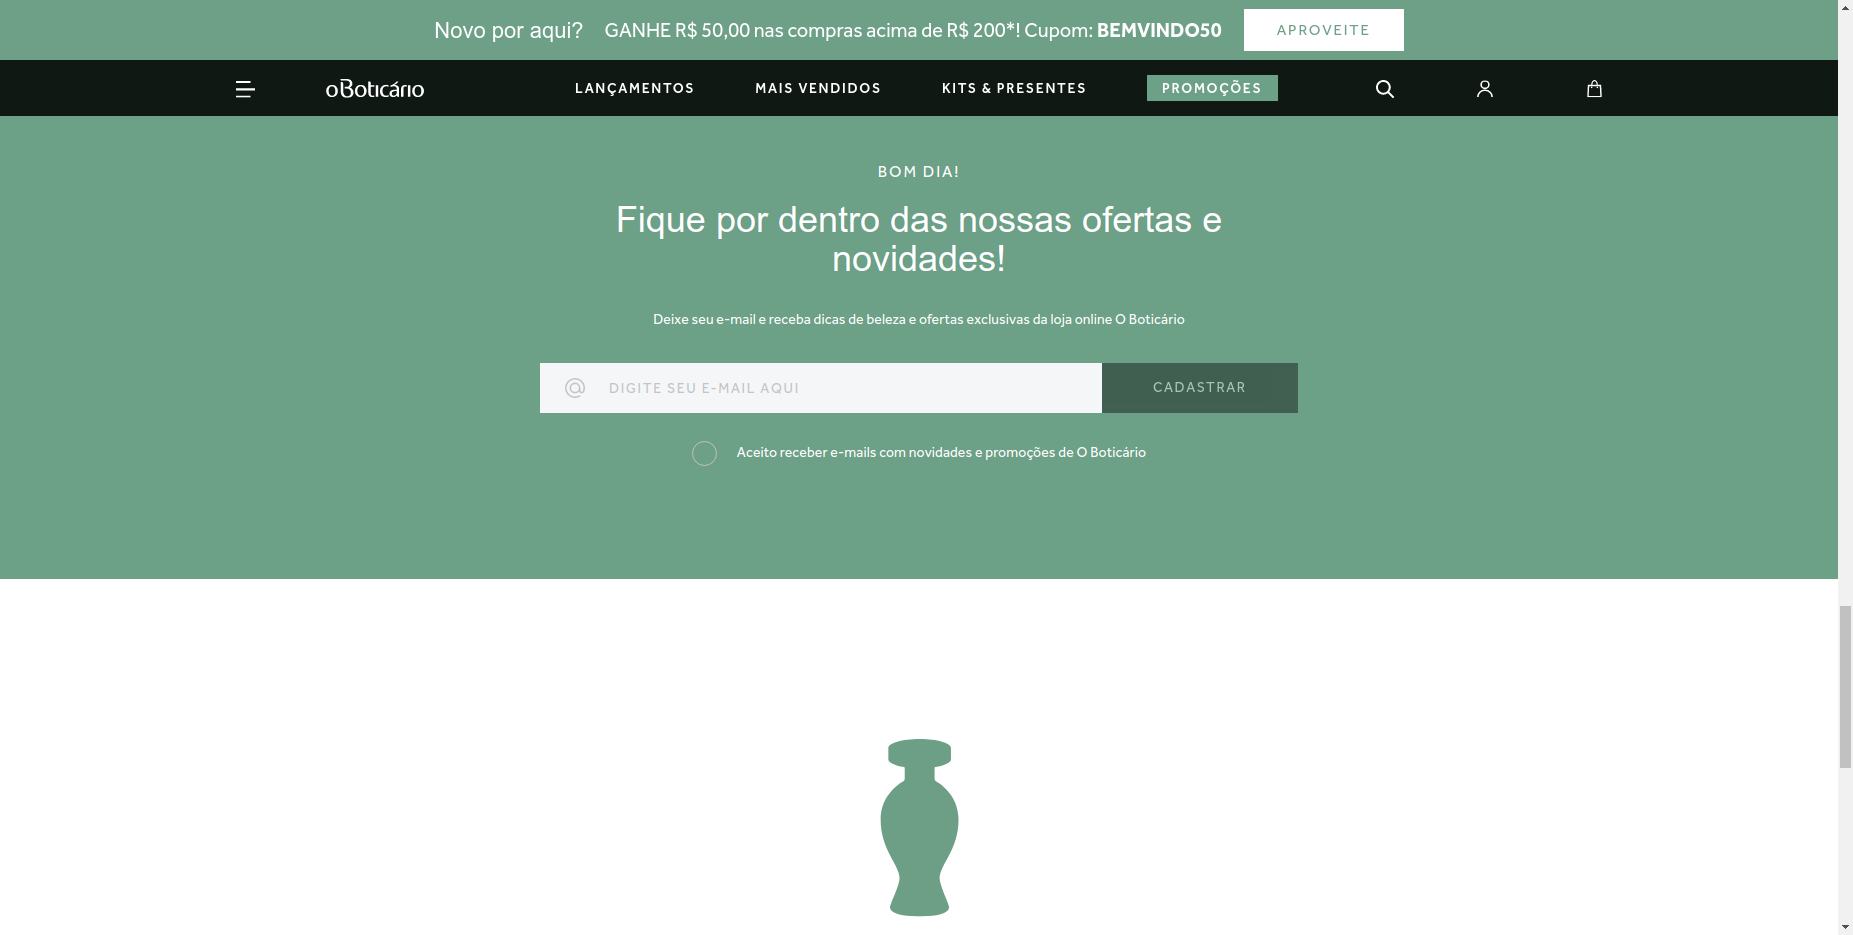 Novo por aqui? GANHE R$ 50,00 nas compras acima de R$ 200*! Cupom: BEMVINDO50 APROVEITE
oBoticário LANÇAMENTOS MAIS VENDIDOS KITS & PRESENTES PROMOÇÕES
BOM DIA!
Fique por dentro das nossas ofertas e
novidades!
Deixe seu e-mail e receba dicas de beleza e ofertas exclusivas da loja online O Boticário
DIGITE SEU E-MAIL AQUI CADASTRAR
Aceito receber e-mails com novidades e promoções de O Boticário